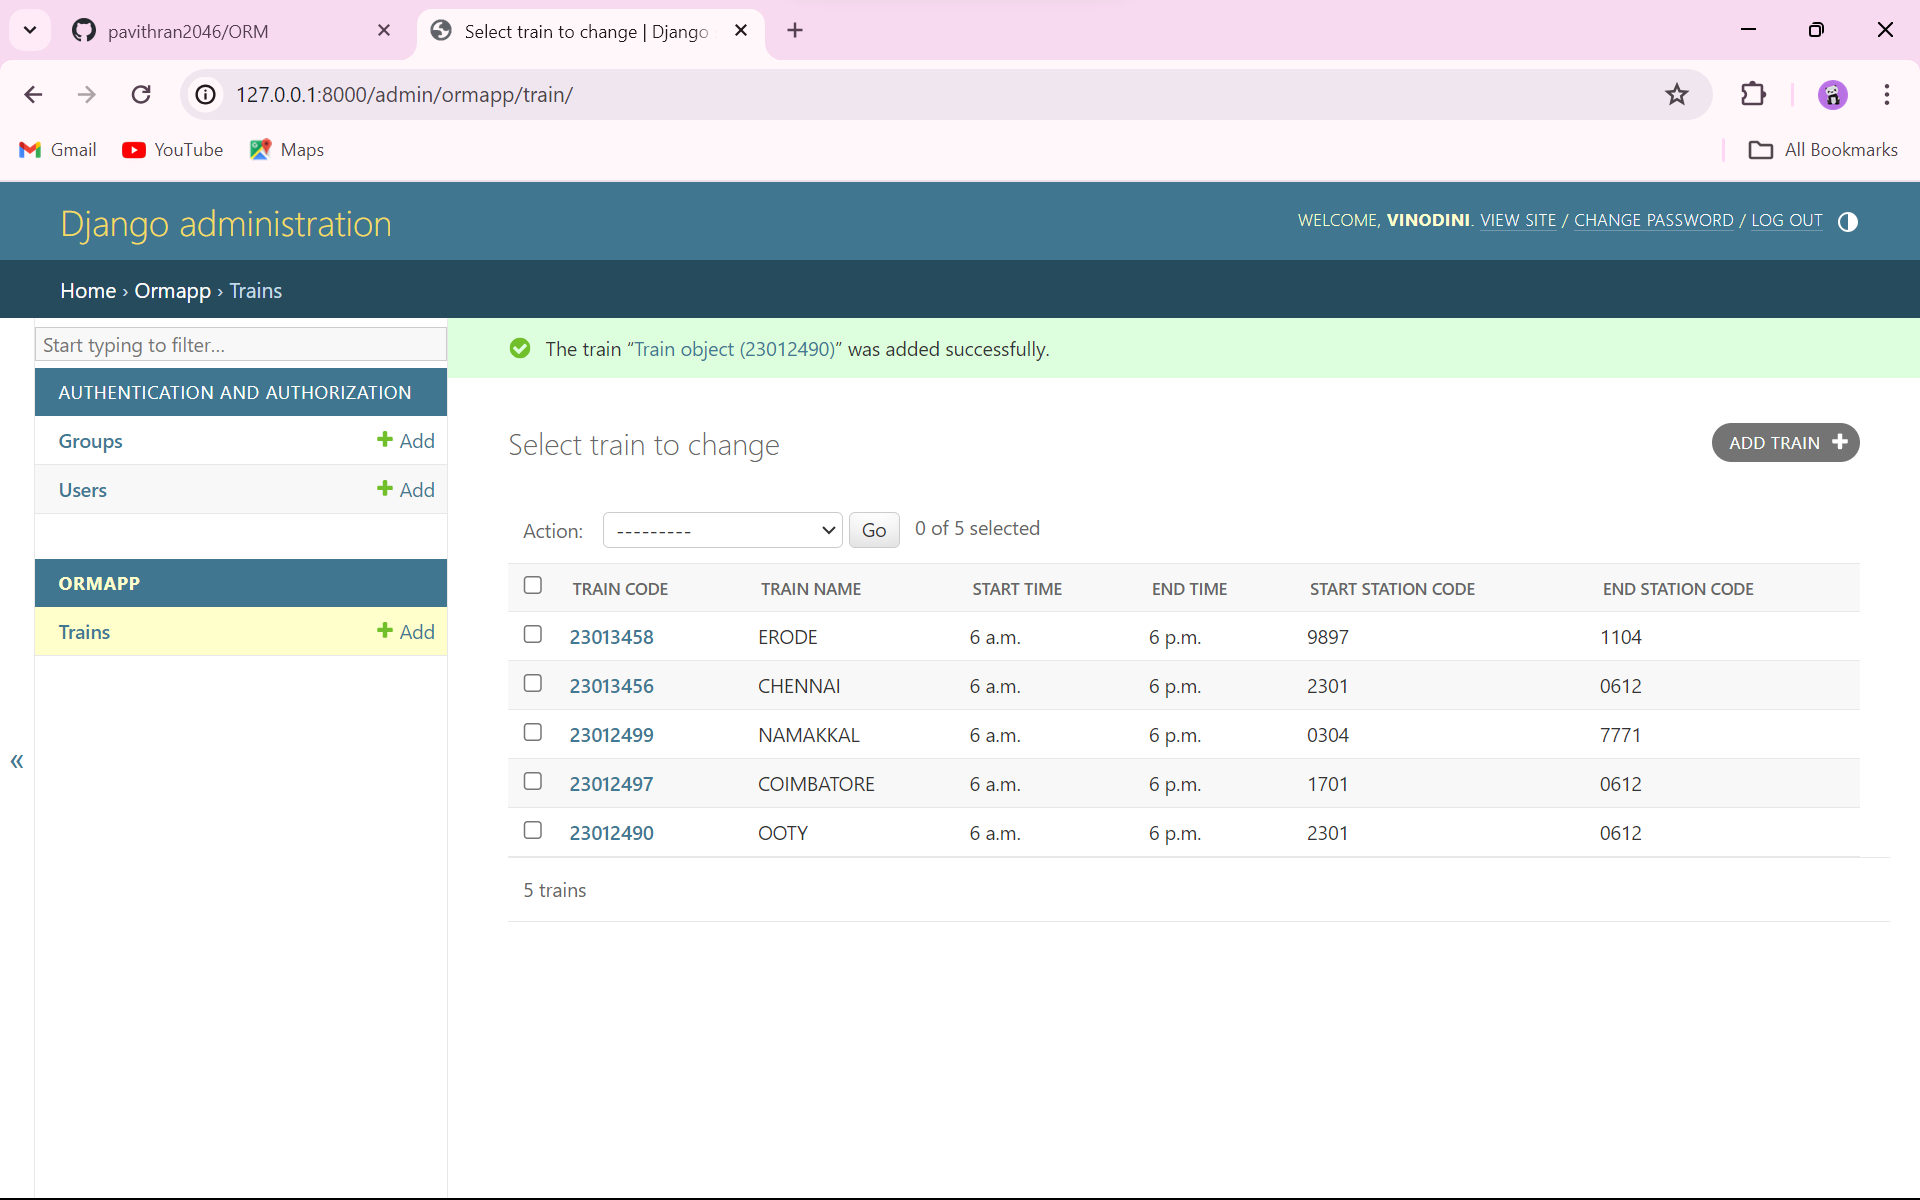 pavithran2046/ORM
Select train to change | Django
127.0.0.1:8000/admin/ormapp/train/
Gmail YouTube Maps All Bookmarks
Django administration
WELCOME, VINODINI. VIEW SITE / CHANGE PASSWORD / LOG OUT
Home › Ormapp › Trains
Start typing to filter...
The train “Train object (23012490)” was added successfully.
AUTHENTICATION AND AUTHORIZATION
Groups Add
Users Add
ORMAPP
Trains Add
«
Select train to change
ADD TRAIN
Action: --------- Go 0 of 5 selected
TRAIN CODE TRAIN NAME START TIME END TIME START STATION CODE END STATION CODE
23013458 ERODE 6 a.m. 6 p.m. 9897 1104
23013456 CHENNAI 6 a.m. 6 p.m. 2301 0612
23012499 NAMAKKAL 6 a.m. 6 p.m. 0304 7771
23012497 COIMBATORE 6 a.m. 6 p.m. 1701 0612
23012490 OOTY 6 a.m. 6 p.m. 2301 0612
5 trains